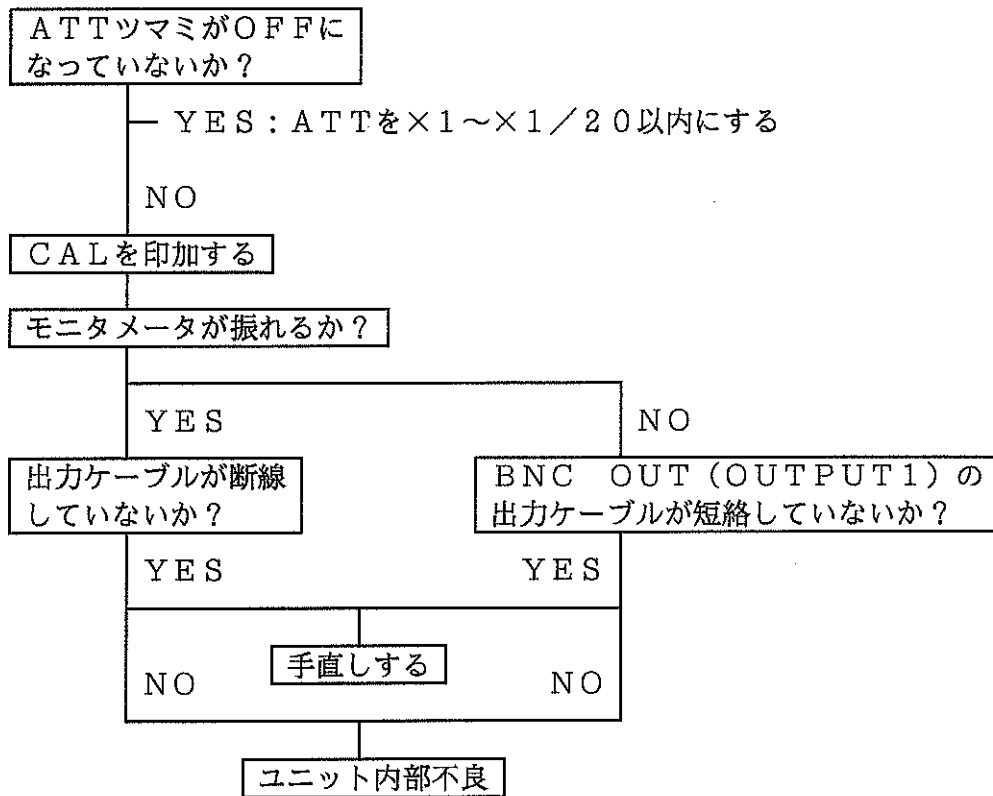 ＡＴＴツマミがＯＦＦに
なっていないか？
ＹＥＳ：ＡＴＴを×１～×１／２０以内にする
ＮＯ
ＣＡＬを印加する
モニタメータが振れるか？
ＹＥＳ
ＮＯ
出力ケーブルが断線
していないか？
ＢＮＣ　ＯＵＴ（ＯＵＴＰＵＴ１）の
出力ケーブルが短絡していないか？
ＹＥＳ
ＹＥＳ
手直しする
ＮＯ
ＮＯ
ユニット内部不良